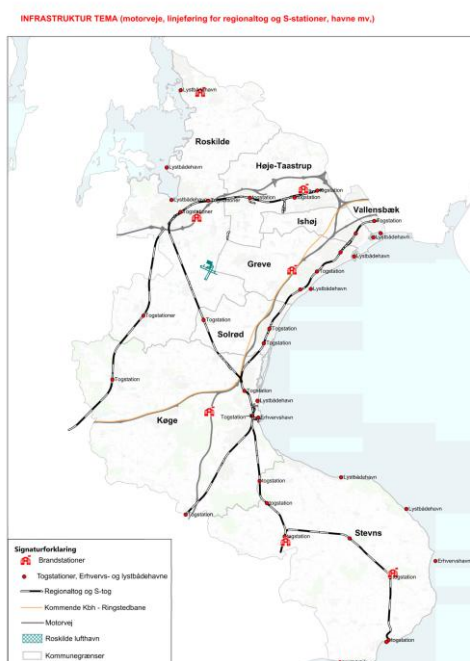 INFRASTRUKTUR TEMA (motorveje, linjeføring for regionaltog og S-stationer, havne mv,)
Lystbådehavn
Roskilde
Høje-Taastrup
Lystbådehavn
Togstation
Togstation
Togstation
Lystbådehavn
Togstationer
Vallensbæk
Ishøj
Togstation
Togstationer
Lystbådehavn
Greve
Lystbådehavn
Togstation
Lystbådehavn
Togstationer
Togstation
Togstation
Solrød
Togstation
Togstation
Togstation
Lystbådehavn
Køge
Togstation
Erhvervshavn
Lystbådehavn
Togstation
Togstation
Lystbådehavn
Togstation
Stevns
Togstation
Signaturforklaring
Brandstationer
Erhvervshavn
Togstationer, Erhvervs- og lystbådehavne
Togstation
Regionaltog og S-tog
Kommende Kbh - Ringstedbane
Motorvej
Roskilde lufthavn
Togstation
Kommunegrænser